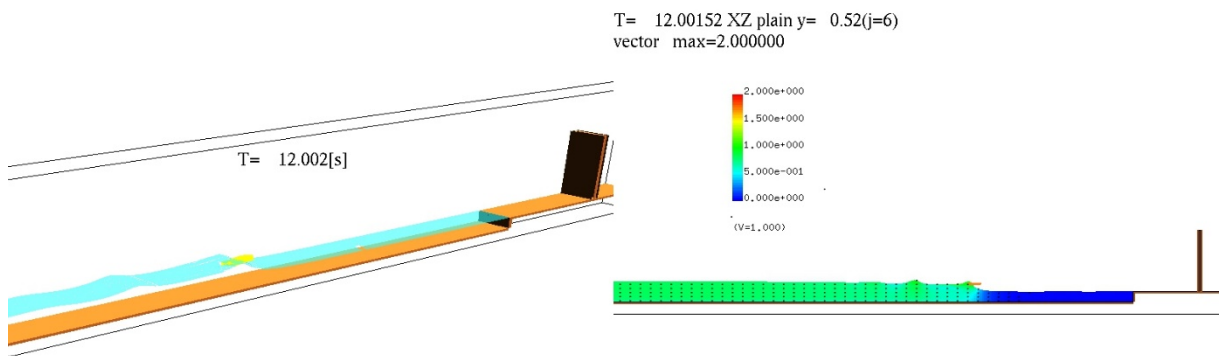 T= 12.002[s]
T= 12.00152 XZ plain y= 0.52(j=6)
vector max=2.000000
2.000e+000
1.500e+000
1.000e+000
5.000e-001
0.000e+000
(V=1.000)